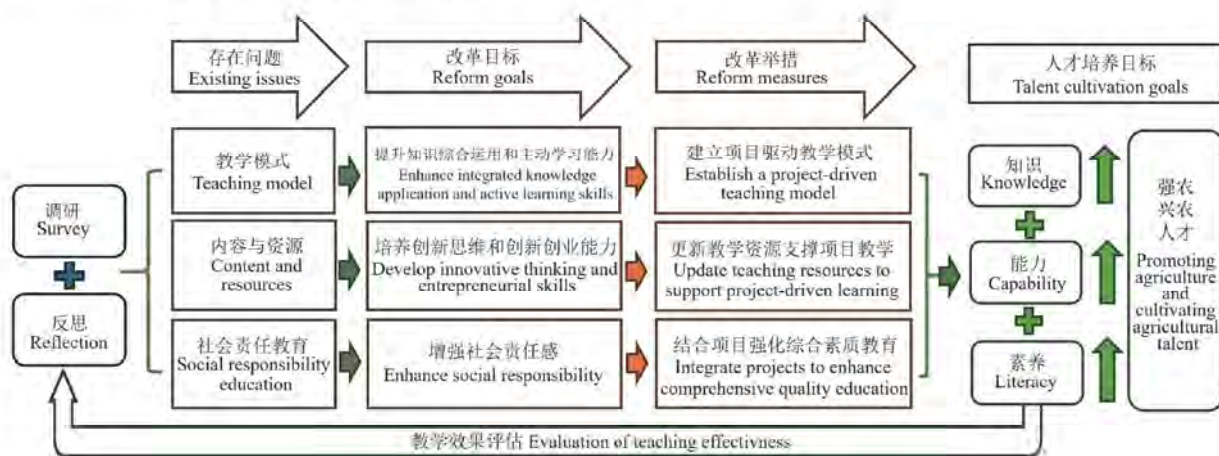 存在问题
Existing issues
改革目标
Reform goals
改革举措
Reform measures
人才培养目标
Talent cultivation goals
调研
Survey
反思
Reflection
教学模式
Teaching model
提升知识综合运用和主动学习能力
Enhance integrated knowledge
application and active learning skills
建立项目驱动教学模式
Establish a project-driven
teaching model
内容与资源
Content and
resources
培养创新思维和创新创业能力
Develop innovative thinking and
entrepreneurial skills
更新教学资源支撑项目教学
Update teaching resources to
support project-driven learning
社会责任教育
Social responsibility
education
增强社会责任感
Enhance social responsibility
结合项目强化综合素质教育
Integrate projects to enhance
comprehensive quality education
知识
Knowledge
能力
Capability
素养
Literacy
强农
兴农
人才
Promoting
agriculture
and
cultivating
agricultural
talent
教学效果评估 Evaluation of teaching effectivness